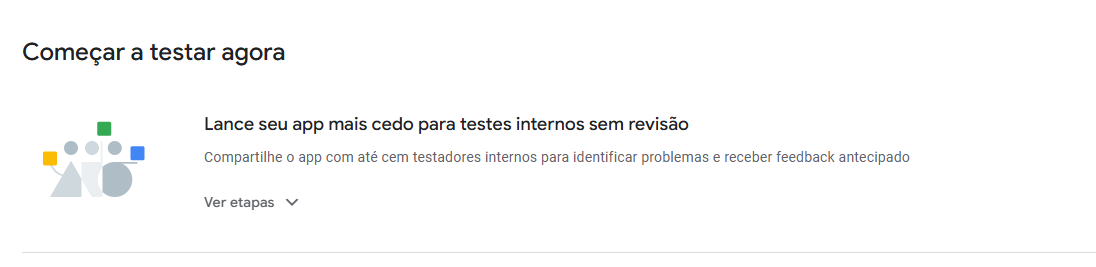 Começar a testar agora
Lance seu app mais cedo para testes internos sem revisão
Compartilhe o app com até cem testadores internos para identificar problemas e receber feedback antecipado
Ver etapas